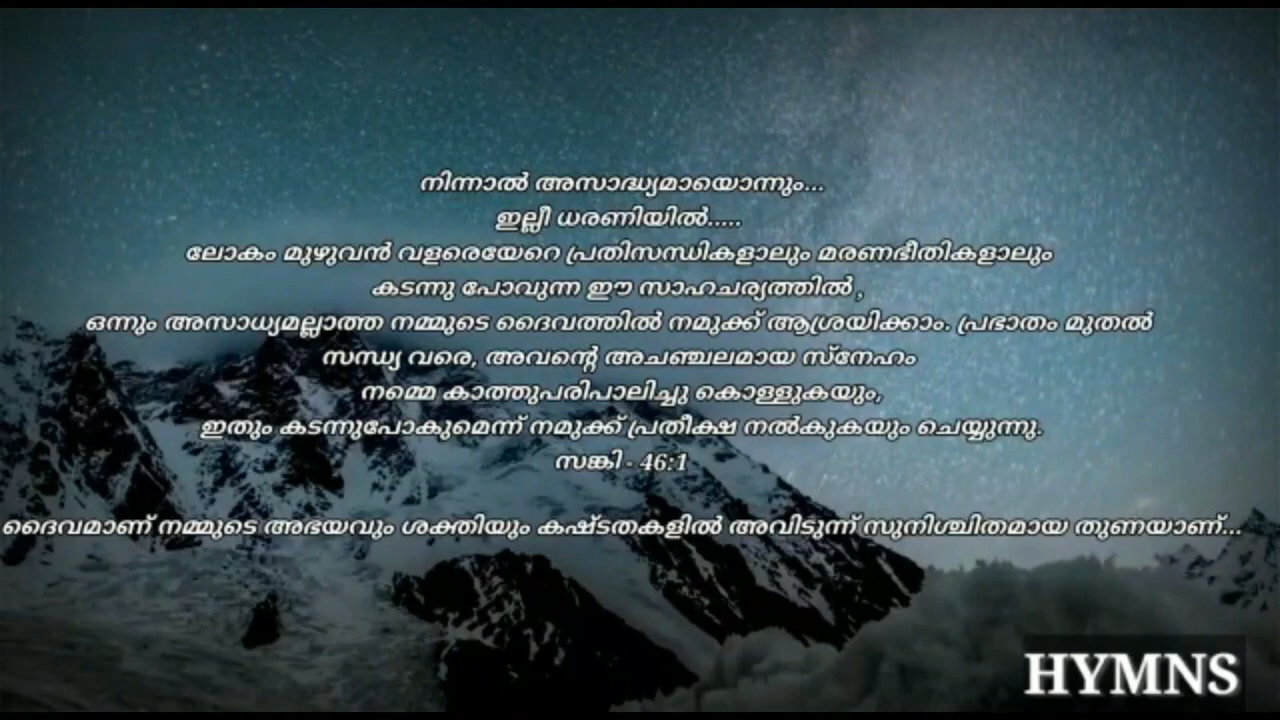 നിന്നാൽ അസാദ്ധ്യമായൊന്നും...
ഇല്ലീ ധരണിയിൽ.....
ലോകം മുഴുവൻ വളരെയേറെ പ്രതിസന്ധികളാലും മരണഭീതികളാലും
കടന്നു പോവുന്ന ഈ സാഹചര്യത്തിൽ ,
ഒന്നും അസാധ്യമല്ലാത്ത നമ്മുടെ ദൈവത്തിൽ നമുക്ക് ആശ്രയിക്കാം. പ്രഭാതം മുതൽ
സന്ധ്യ വരെ, അവന്റെ അചഞ്ചലമായ സ്നേഹം
നമ്മെ കാത്തുപരിപാലിച്ചു കൊള്ളുകയും,
ഇതും കടന്നുപോകുമെന്ന് നമുക്ക് പ്രതീക്ഷ നൽകുകയും ചെയ്യുന്നു.
സങ്കി - 46:1
ദൈവമാണ് നമ്മുടെ അഭയവും ശക്തിയും കഷ്ടതകളിൽ അവിടുന്ന് സുനിശ്ചിതമായ തുണയാണ്...
HYMNS